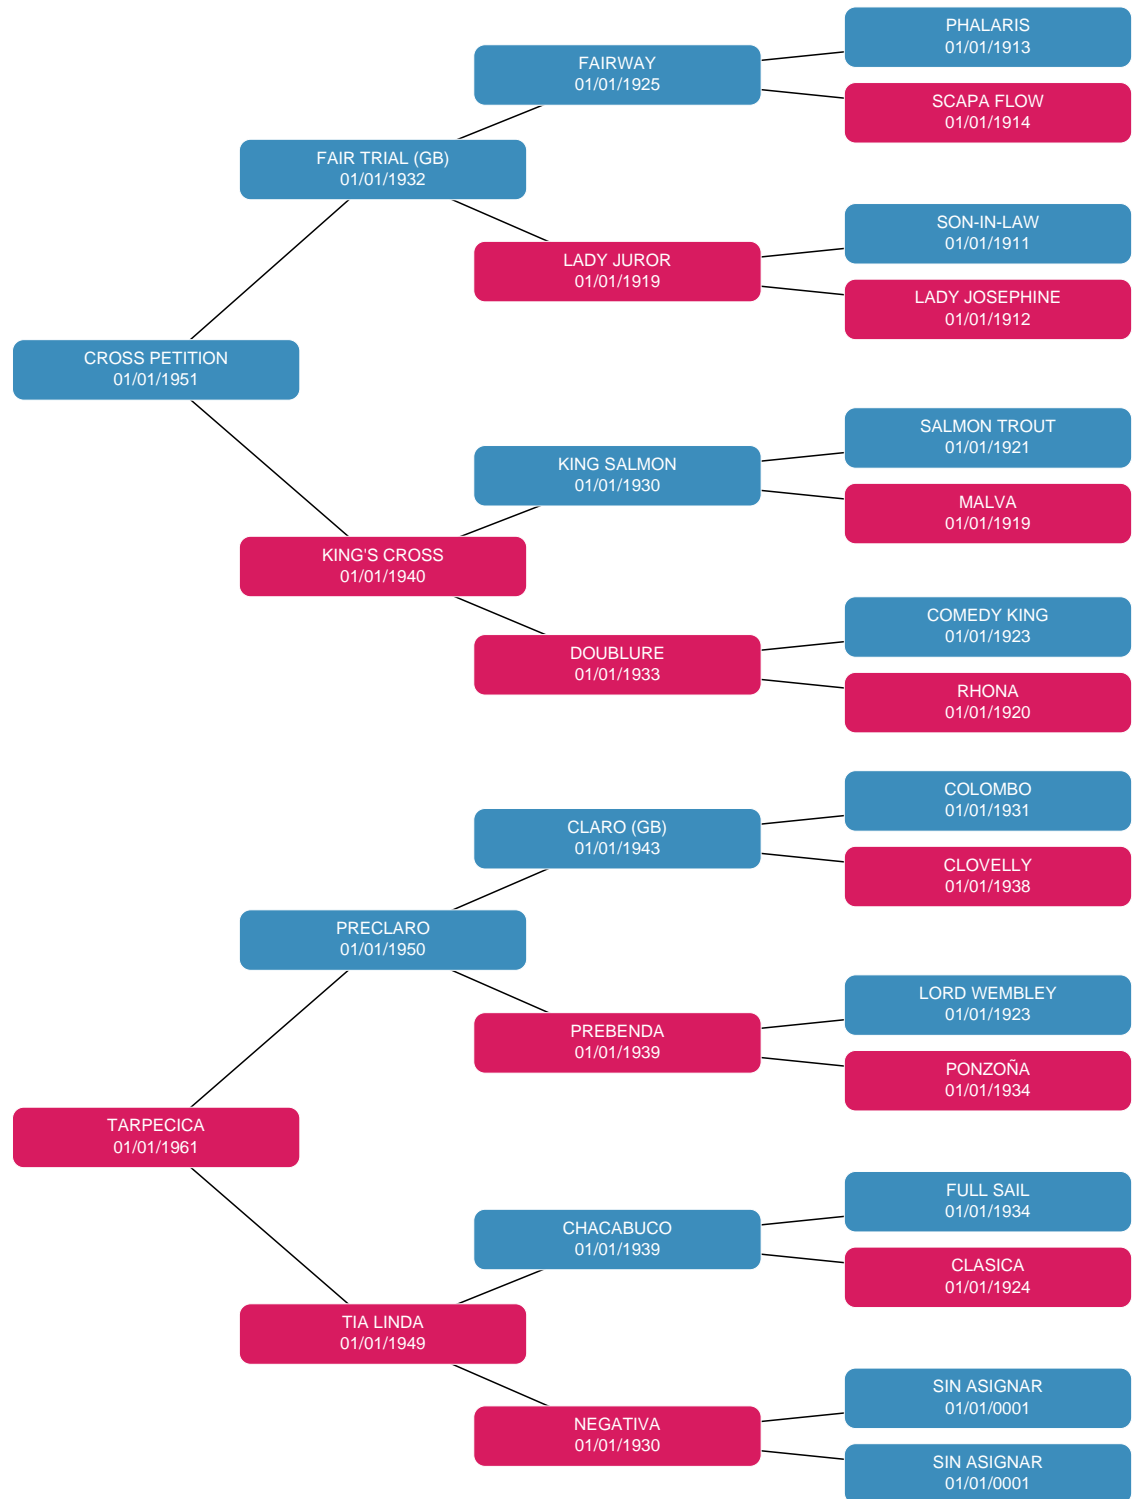 PHALARIS
01/01/1913
FAIRWAY
01/01/1925
SCAPA FLOW
01/01/1914
FAIR TRIAL (GB)
01/01/1932
SON-IN-LAW
01/01/1911
LADY JUROR
01/01/1919
LADY JOSEPHINE
01/01/1912
CROSS PETITION
01/01/1951
SALMON TROUT
01/01/1921
KING SALMON
01/01/1930
MALVA
01/01/1919
KING'S CROSS
01/01/1940
COMEDY KING
01/01/1923
DOUBLURE
01/01/1933
RHONA
01/01/1920
COLOMBO
01/01/1931
CLARO (GB)
01/01/1943
CLOVELLY
01/01/1938
PRECLARO
01/01/1950
LORD WEMBLEY
01/01/1923
PREBENDA
01/01/1939
PONZOÑA
01/01/1934
TARPECICA
01/01/1961
FULL SAIL
01/01/1934
CHACABUCO
01/01/1939
CLASICA
01/01/1924
TIA LINDA
01/01/1949
SIN ASIGNAR
01/01/0001
NEGATIVA
01/01/1930
SIN ASIGNAR
01/01/0001